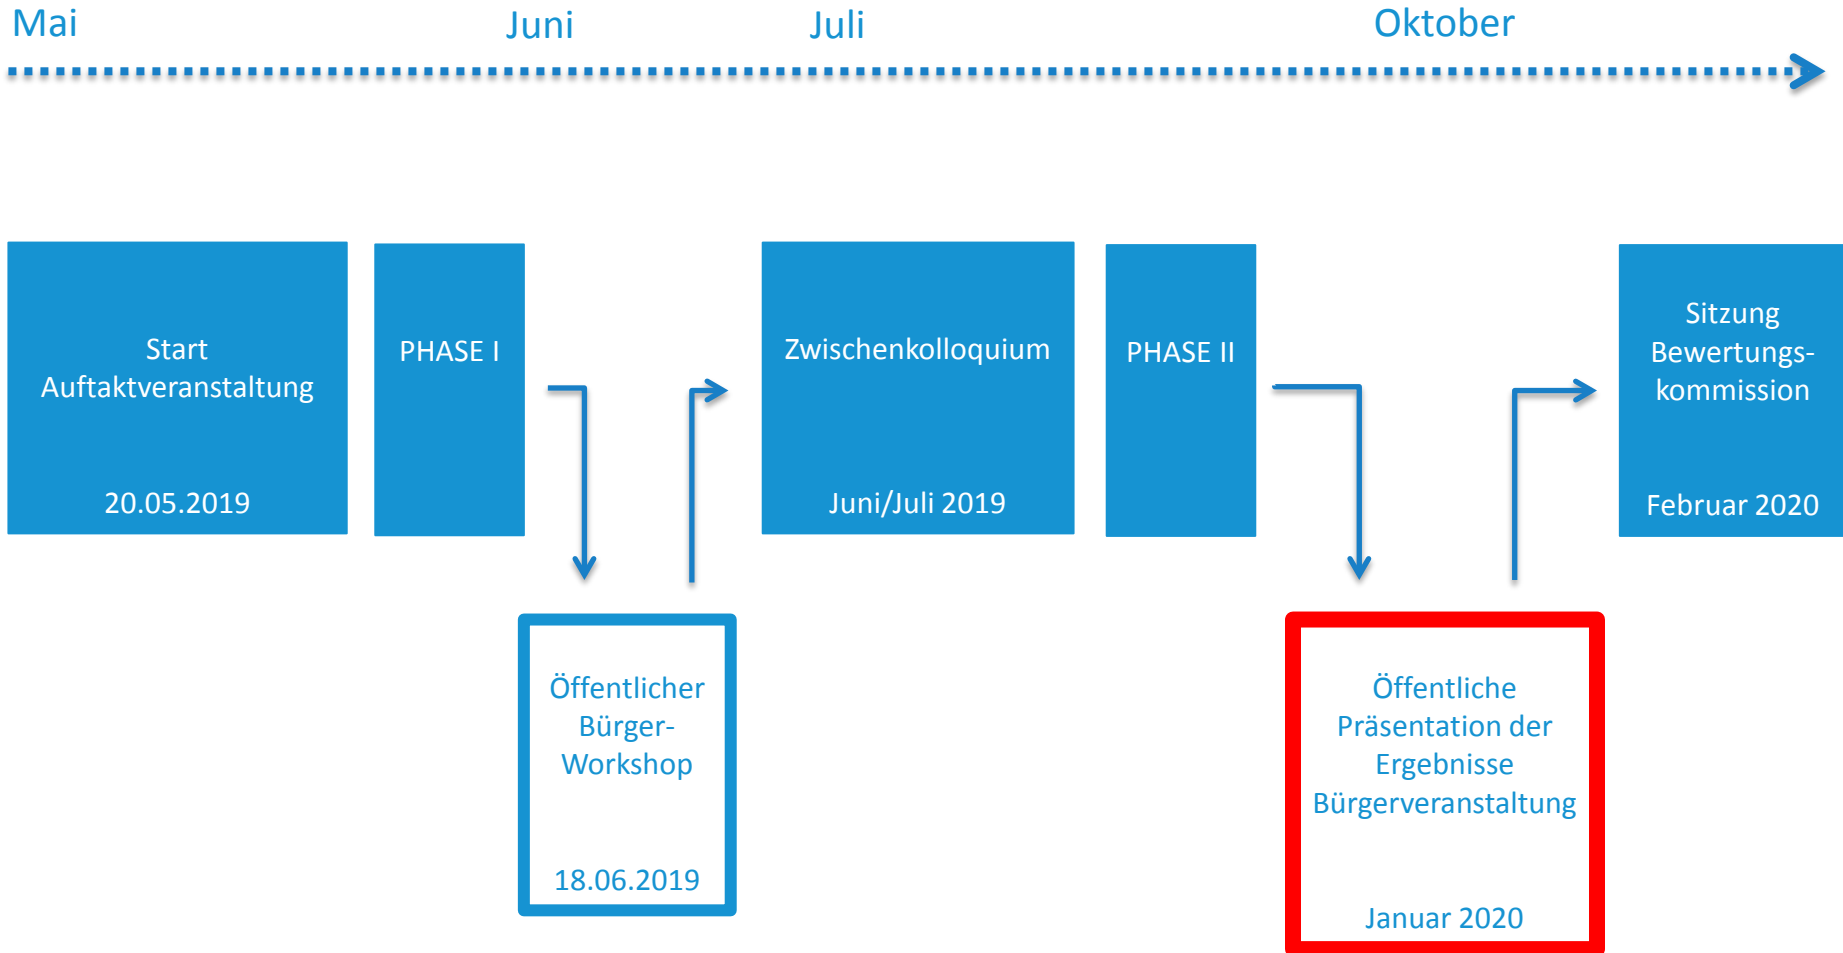 Mai
Juni
Juli
Oktober
Start
Auftaktveranstaltung
20.05.2019
PHASE I
Öffentlicher
Bürger-
Workshop
18.06.2019
Zwischenkolloquium
Juni/Juli 2019
PHASE II
Öffentliche
Präsentation der
Ergebnisse
Bürgerveranstaltung
Januar 2020
Sitzung
Bewertungs-
kommission
Februar 2020